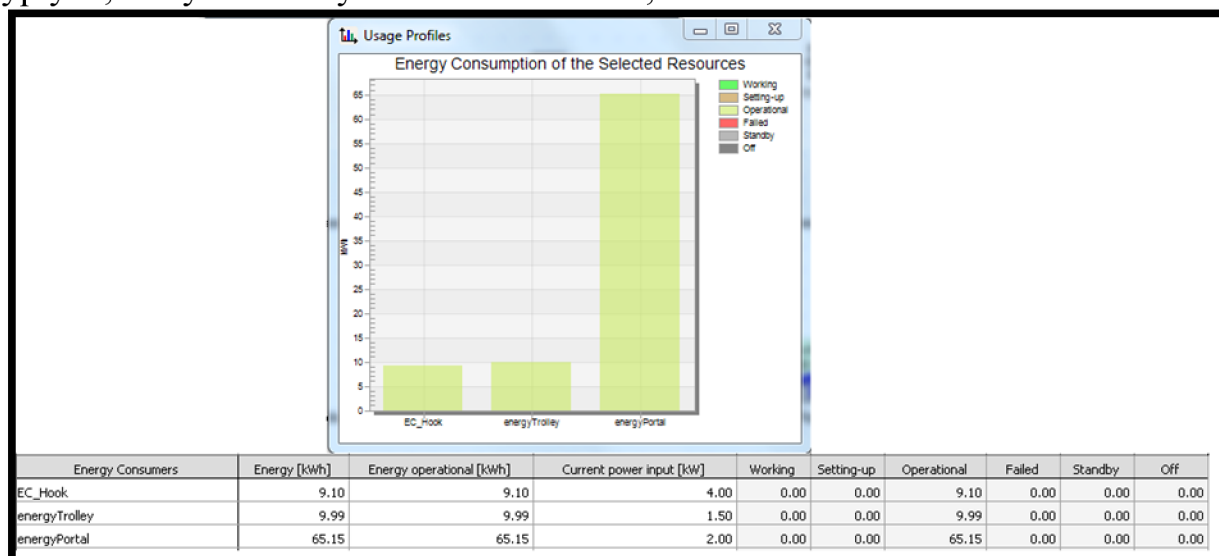 Usage Profiles
Energy Consumption of the Selected Resources
Working
Setting-up
Operational
Failed
Standby
Off
65
60
55
50
45
40
35
30
25
20
15
10
5
0
kWh
EC_Hook energyTrolley energyPortal
Energy Consumers Energy [kWh] Energy operational [kWh] Current power input [kW] Working Setting-up Operational Failed Standby Off
EC_Hook 9.10 9.10 4.00 0.00 0.00 9.10 0.00 0.00 0.00
energyTrolley 9.99 9.99 1.50 0.00 0.00 9.99 0.00 0.00 0.00
energyPortal 65.15 65.15 2.00 0.00 0.00 65.15 0.00 0.00 0.00